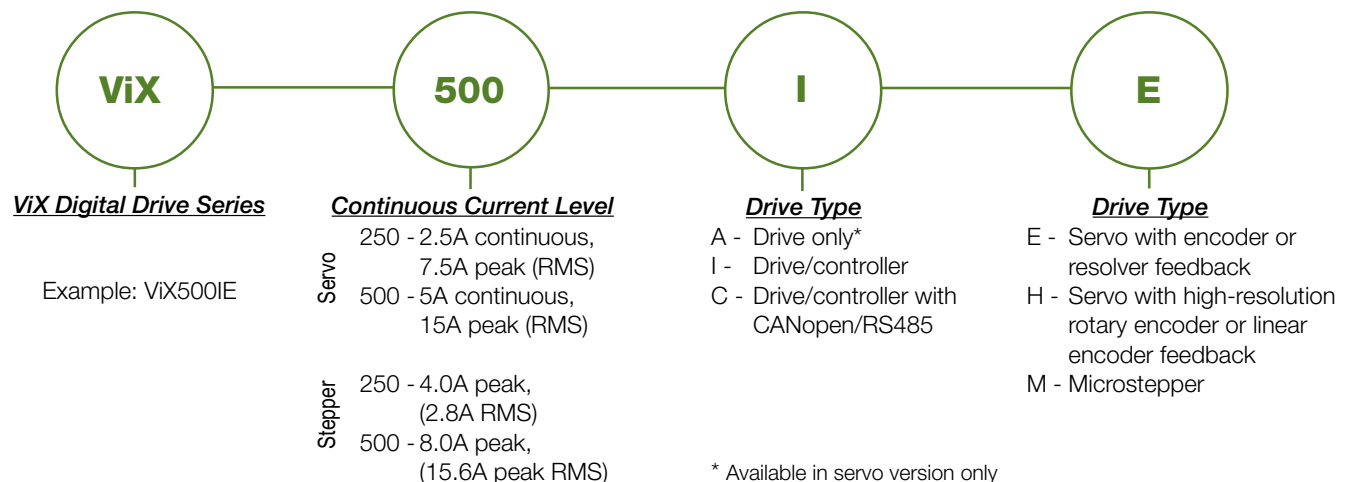 ViX
500
I
E
ViX Digital Drive Series
Example: ViX500IE
Continuous Current Level
Servo
250 - 2.5A continuous,
7.5A peak (RMS)
500 - 5A continuous,
15A peak (RMS)
Stepper
250 - 4.0A peak,
(2.8A RMS)
500 - 8.0A peak,
(15.6A peak RMS)
Drive Type
A - Drive only*
I - Drive/controller
C - Drive/controller with
CANopen/RS485
* Available in servo version only
Drive Type
E - Servo with encoder or
resolver feedback
H - Servo with high-resolution
rotary encoder or linear
encoder feedback
M - Microstepper